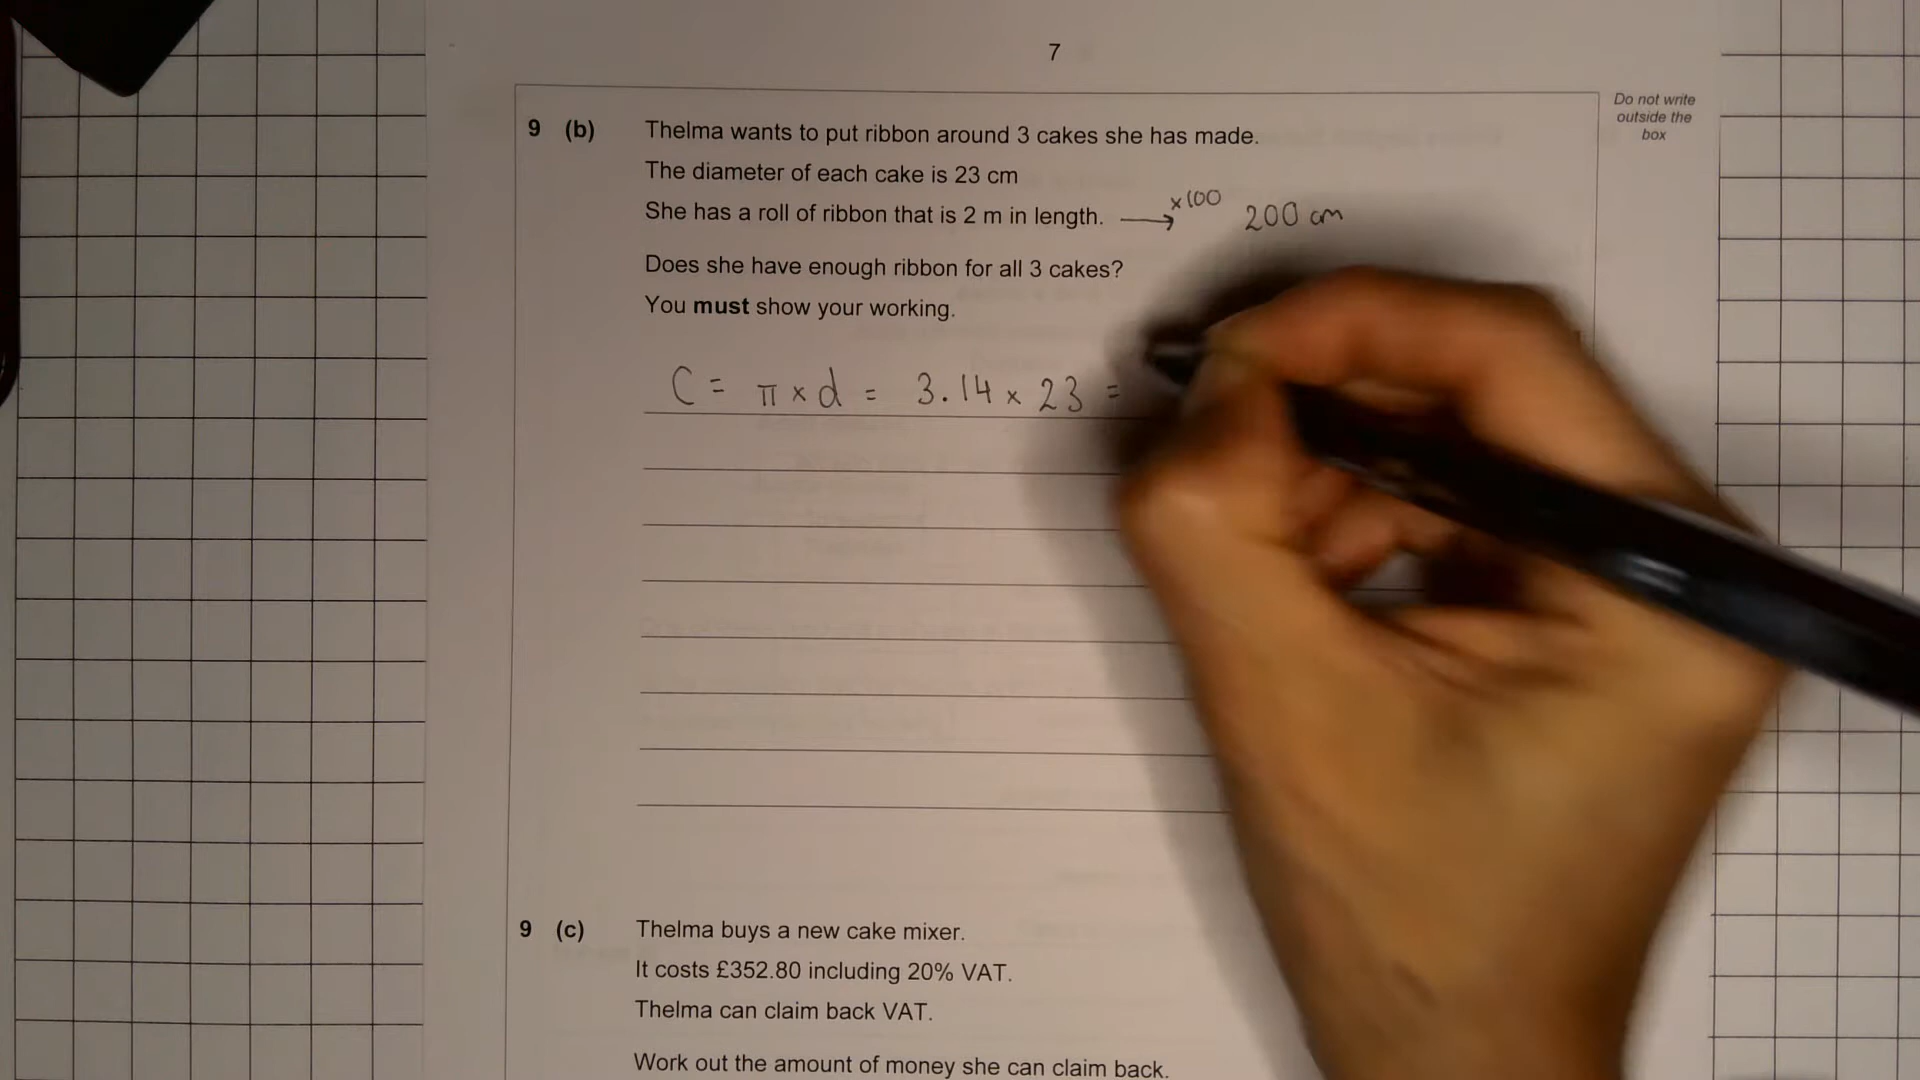 7
Do not write
outside the
box
9 (b) Thelma wants to put ribbon around 3 cakes she has made.
The diameter of each cake is 23 cm
She has a roll of ribbon that is 2 m in length. → ×100 200 cm
Does she have enough ribbon for all 3 cakes?
You must show your working.
C = π × d = 3.14 × 23 =
9 (c) Thelma buys a new cake mixer.
It costs £352.80 including 20% VAT.
Thelma can claim back VAT.
Work out the amount of money she can claim back.